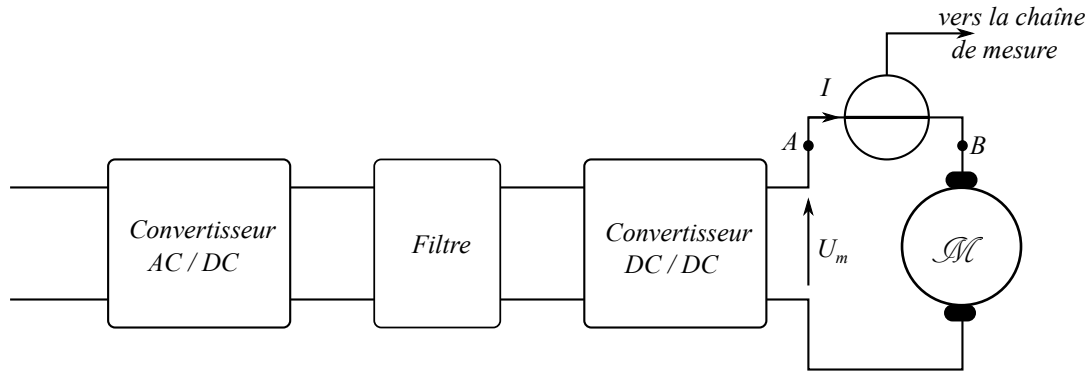 vers la chaîne
de mesure
I
A
B
Convertisseur
AC / DC
Filtre
Convertisseur
DC / DC
U_m
ℳ